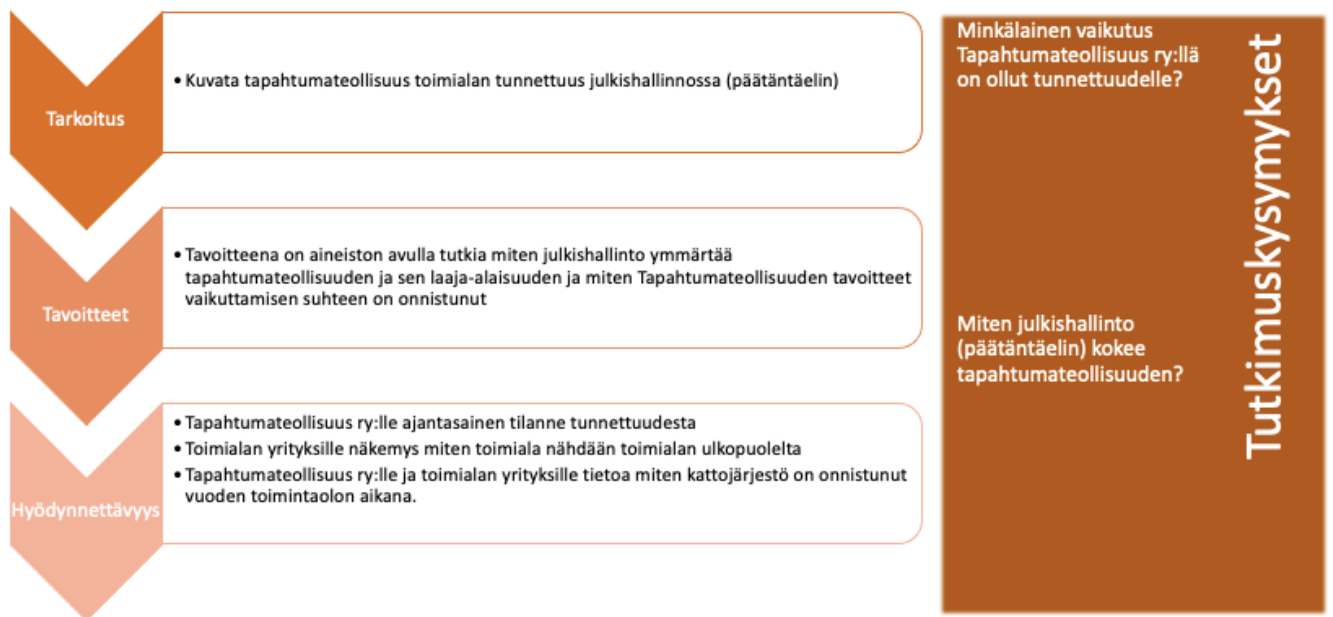 Tarkoitus
• Kuvata tapahtumateollisuus toimialan tunnettuus julkishallinnossa (päätäntäelin)
Tavoitteet
• Tavoitteena on aineiston avulla tutkia miten julkishallinto ymmärtää
tapahtumateollisuuden ja sen laaja-alaisuuden ja miten Tapahtumateollisuuden tavoitteet
vaikuttamisen suhteen on onnistunut
Hyödynnettävyys
• Tapahtumateollisuus ry:lle ajantasainen tilanne tunnettuudesta
• Toimialan yrityksille näkemys miten toimiala nähdään toimialan ulkopuolelta
• Tapahtumateollisuus ry:lle ja toimialan yrityksille tietoa miten kattojärjestö on onnistunut
vuoden toimintaolon aikana.
Tutkimuskysymykset
Minkälainen vaikutus
Tapahtumateollisuus ry:llä
on ollut tunnettuudelle?
Miten julkishallinto
(päätäntäelin) kokee
tapahtumateollisuuden?